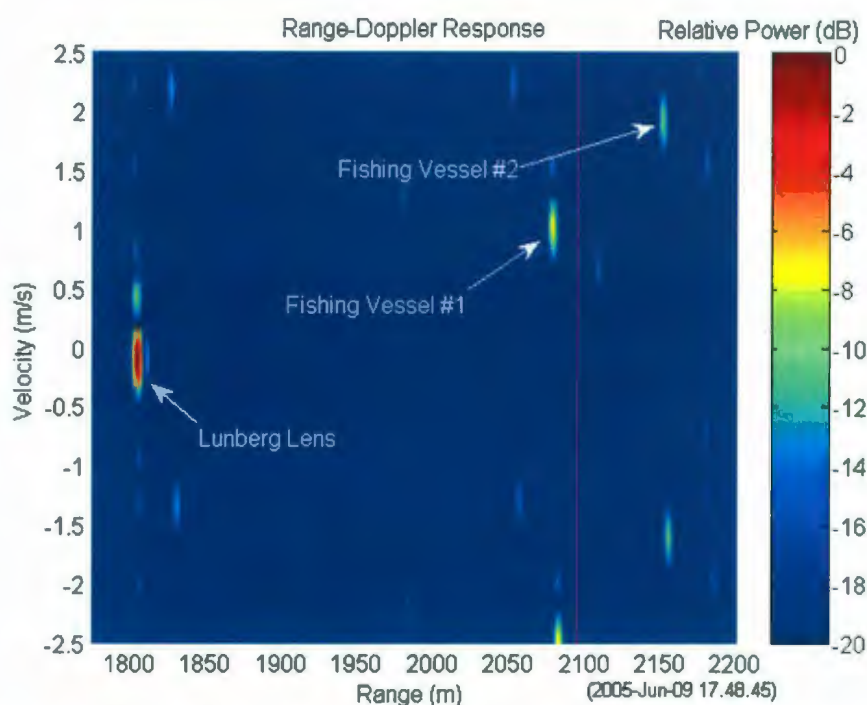 Range-Doppler Response
Relative Power (dB)
2.5
2
1.5
1
0.5
0
-0.5
-1
-1.5
-2
-2.5
Velocity (m/s)
Fishing Vessel #2
Fishing Vessel #1
Lunberg Lens
0
-2
-4
-6
-8
-10
-12
-14
-16
-18
-20
1800 1850 1900 1950 2000 2050 2100 2150 2200
Range (m)
(2005-Jun-09 17.48.45)